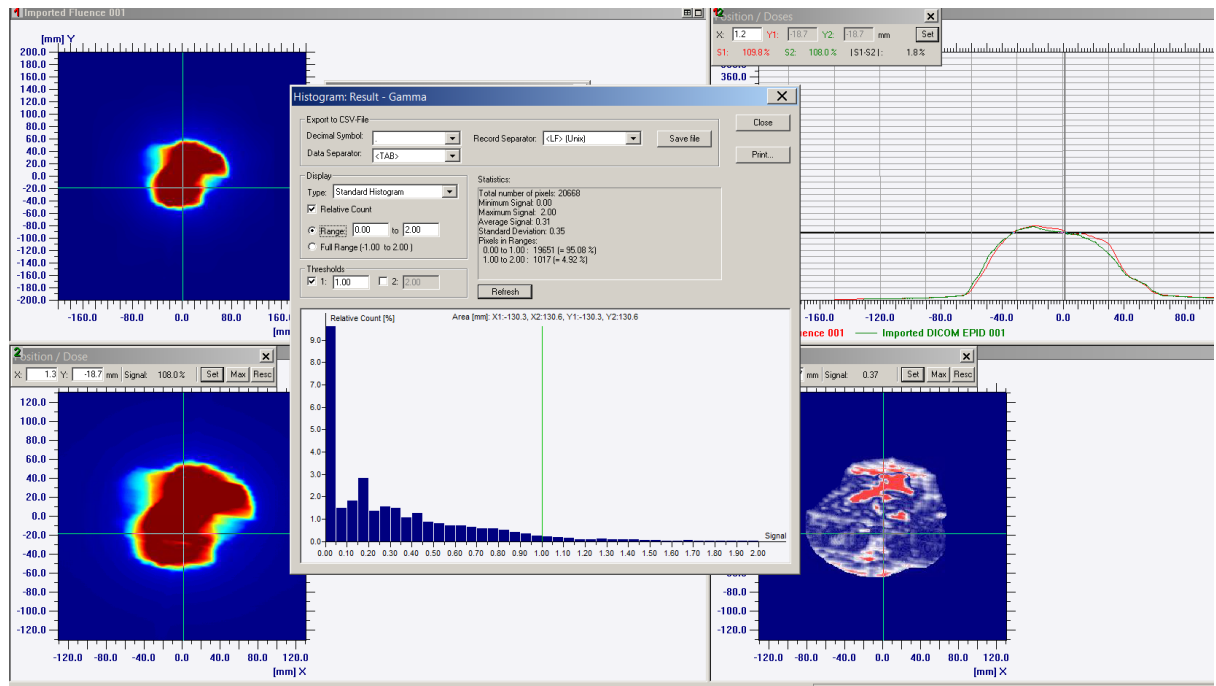 Imported Fluence 001
[mm] Y
200.0
180.0
160.0
140.0
120.0
100.0
80.0
60.0
40.0
20.0
0.0
-20.0
-40.0
-60.0
-80.0
-100.0
-120.0
-140.0
-160.0
-180.0
-200.0
-160.0 -80.0 0.0 80.0 160.0
Position / Doses
X: 1.2 Y1: -18.7 Y2: -18.7 mm Set
S1: 109.8 % S2: 108.0 % |S1-S2|: 1.8 %
360.0
-160.0 -120.0 -80.0 -40.0 0.0 40.0 80.0
001 Imported DICOM EPID 001
Histogram: Result - Gamma
Export to CSV-File
Decimal Symbol:
Record Separator: <LF> (Unix)
Save file
Data Separator: <TAB>
Close
Print...
Display
Type: Standard Histogram
Relative Count
Range: 0.00 to 2.00
Full Range (-1.00 to 2.00 )
Thresholds
1: 1.00 2: 2.00
Statistics:
Total number of pixels: 20668
Minimum Signal: 0.00
Maximum Signal: 2.00
Average Signal: 0.31
Standard Deviation: 0.35
Pixels in Ranges:
0.00 to 1.00 : 19651 (= 95.08 %)
1.00 to 2.00 : 1017 (= 4.92 %)
Refresh
Relative Count [%]
Area [mm]: X1:-130.3, X2:130.6, Y1:-130.3, Y2:130.6
9.0
8.0
7.0
6.0
5.0
4.0
3.0
2.0
1.0
0.0
Signal
0.00 0.10 0.20 0.30 0.40 0.50 0.60 0.70 0.80 0.90 1.00 1.10 1.20 1.30 1.40 1.50 1.60 1.70 1.80 1.90 2.00
Position / Dose
X: 1.3 Y: -18.7 mm Signal: 108.0 % Set Max Resc
120.0
100.0
80.0
60.0
40.0
20.0
0.0
-20.0
-40.0
-60.0
-80.0
-100.0
-120.0
-120.0 -80.0 -40.0 0.0 40.0 80.0 120.0
[mm] X
mm Signal: 0.37 Set Max Resc
-80.0
-100.0
-120.0
-120.0 -80.0 -40.0 0.0 40.0 80.0 120.0
[mm] X